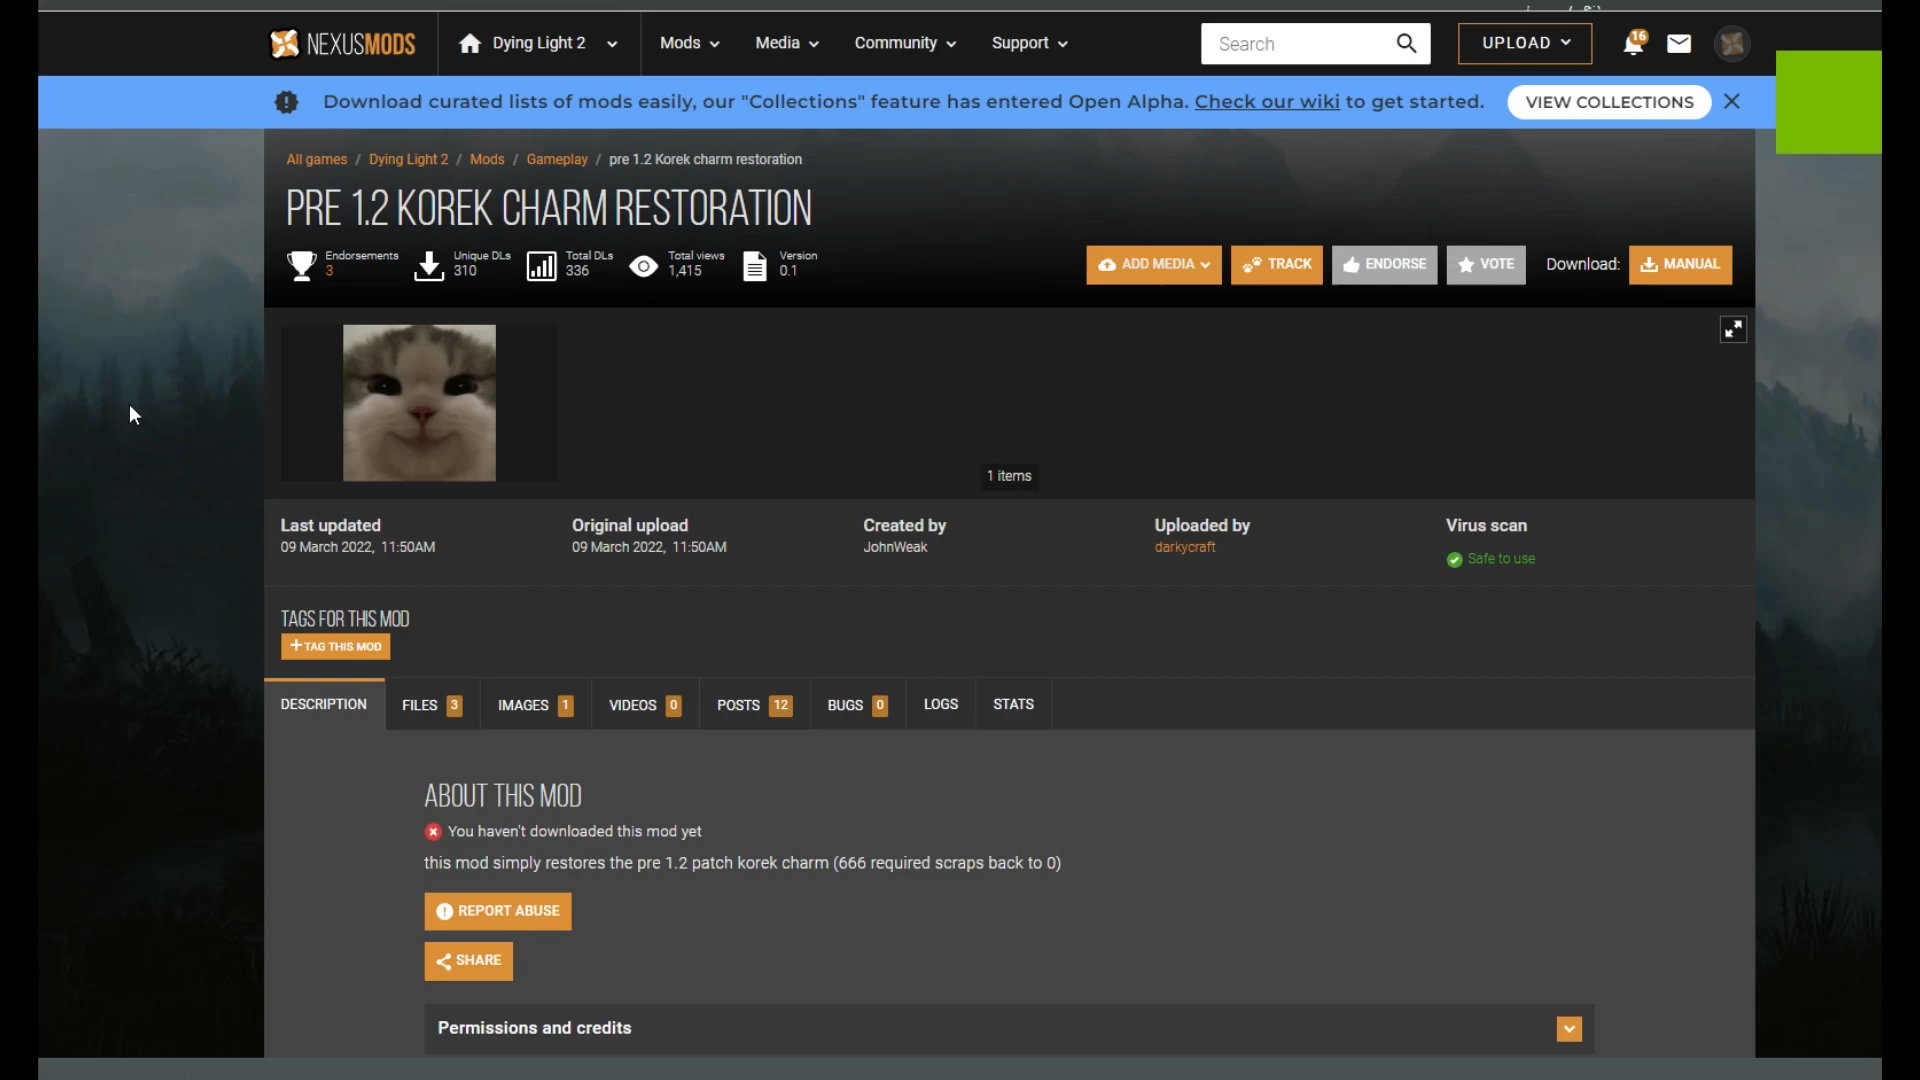 NEXUSMODS
Dying Light 2
Mods
Media
Community
Support
Search
UPLOAD
16
Download curated lists of mods easily, our "Collections" feature has entered Open Alpha. Check our wiki to get started.
VIEW COLLECTIONS
All games / Dying Light 2 / Mods / Gameplay / pre 1.2 Korek charm restoration
PRE 1.2 KOREK CHARM RESTORATION
Endorsements
3
Unique DLs
310
Total DLs
336
Total views
1,415
Version
0.1
ADD MEDIA
TRACK
ENDORSE
VOTE
Download:
MANUAL
1 items
Last updated
09 March 2022, 11:50AM
Original upload
09 March 2022, 11:50AM
Created by
JohnWeak
Uploaded by
darkycraft
Virus scan
Safe to use
TAGS FOR THIS MOD
+TAG THIS MOD
DESCRIPTION
FILES 3
IMAGES 1
VIDEOS 0
POSTS 12
BUGS 0
LOGS
STATS
ABOUT THIS MOD
You haven't downloaded this mod yet
this mod simply restores the pre 1.2 patch korek charm (666 required scraps back to 0)
REPORT ABUSE
SHARE
Permissions and credits